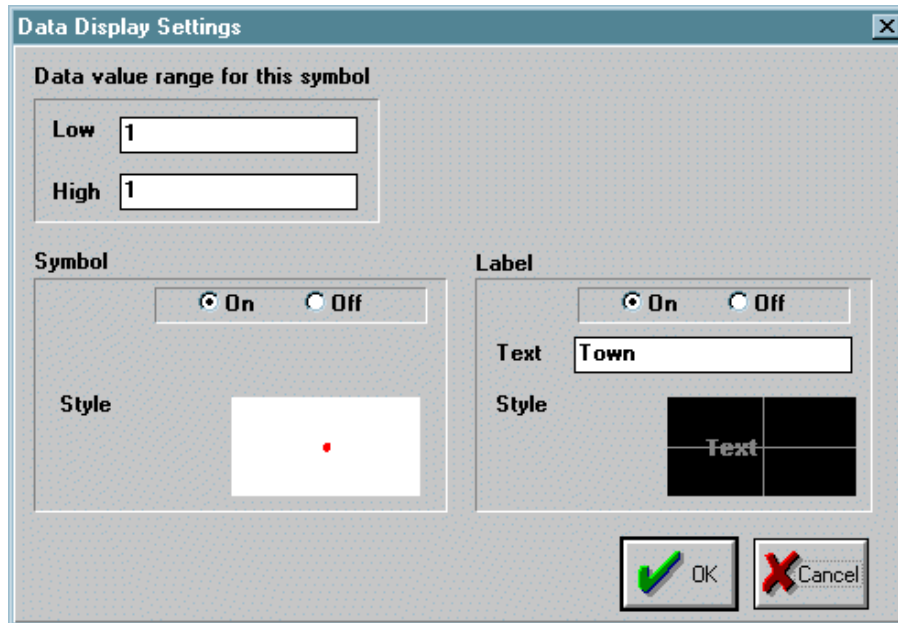 Data Display Settings
Data value range for this symbol
Low 1
High 1
Symbol
On Off
Style
Label
On Off
Text Town
Style
Text
OK Cancel